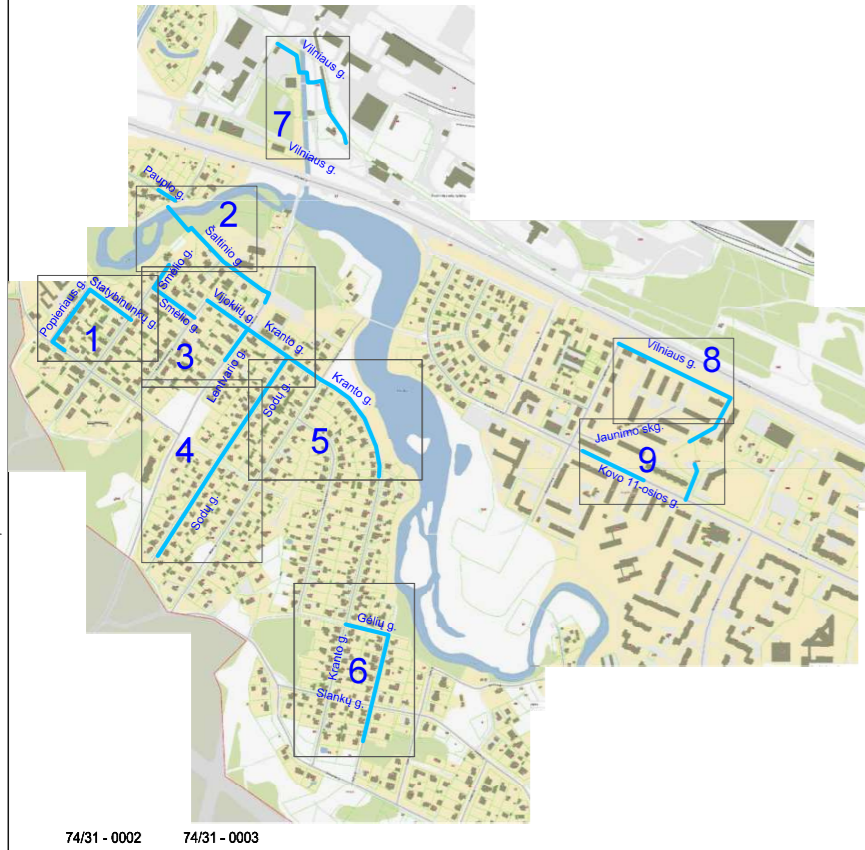 Vilniaus g.
7
Vilniaus g.
Paupio g.
2
Šaltinio g.
Smėlio g.
Popieriaus g.
Statybininkų g.
1
Smėlio g.
Vijoklių g.
Kranto g.
3
Lentvario g.
Sodų g.
Kranto g.
4
5
Sodų g.
Vilniaus g.
8
Jaunimo skg.
9
Kovo 11-osios g.
Gėlių g.
Kranto g.
6
Slankų g.
74/31 - 0002 74/31 - 0003